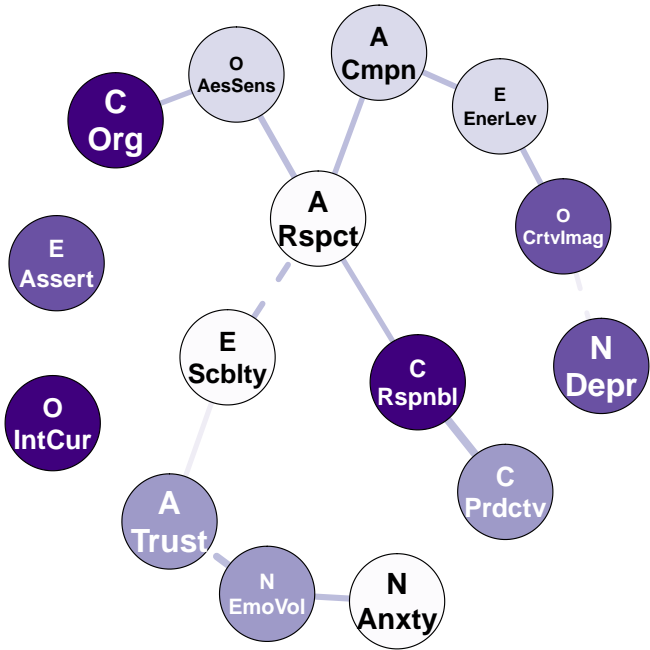 A
Cmpn
O
AesSens
C
Org
E
EnerLev
A
Rspct
O
CrtvImag
E
Assert
E
Scblty
N
Depr
C
Rspnbl
O
IntCur
C
Prdctv
A
Trust
N
EmoVol
N
Anxty